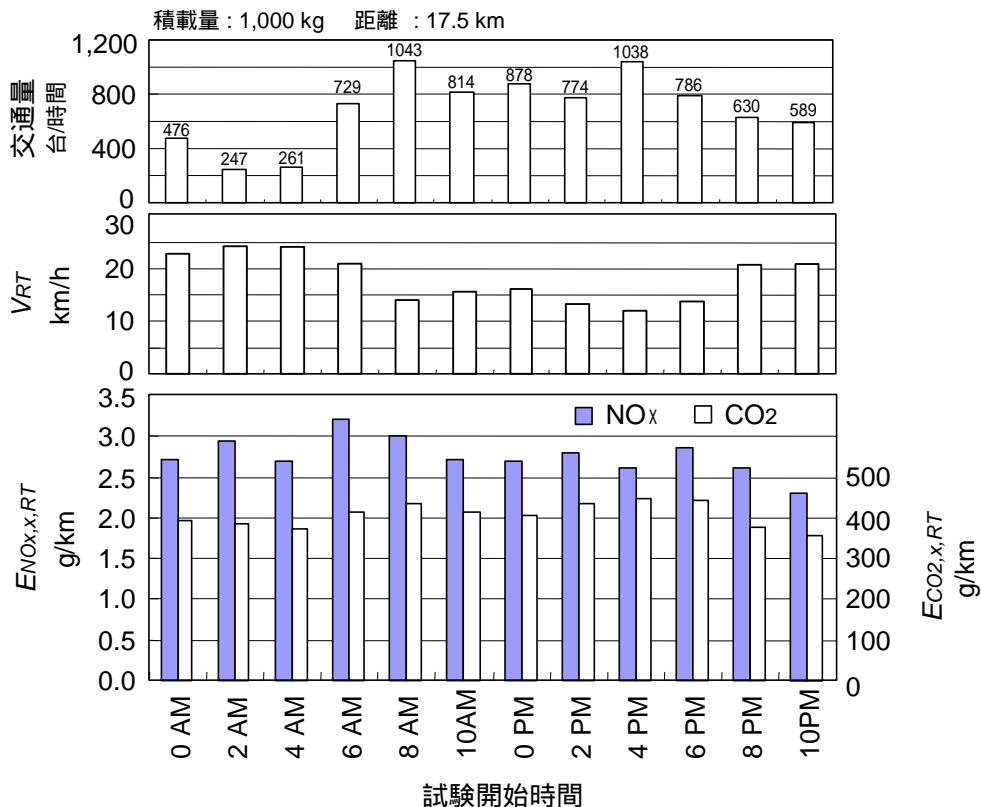 積載量 : 1,000 kg 距離 : 17.5 km
1,200
800
400
0
交通量
台/時間
476
247
261
729
1043
814
878
774
1038
786
630
589
30
20
10
0
VRT
km/h
3.5
3.0
2.5
2.0
1.5
1.0
0.5
0.0
ENOx,x,RT
g/km
NOX
CO2
500
400
300
200
100
0
ECO2,x,RT
g/km
0 AM
2 AM
4 AM
6 AM
8 AM
10AM
0 PM
2 PM
4 PM
6 PM
8 PM
10PM
試験開始時間